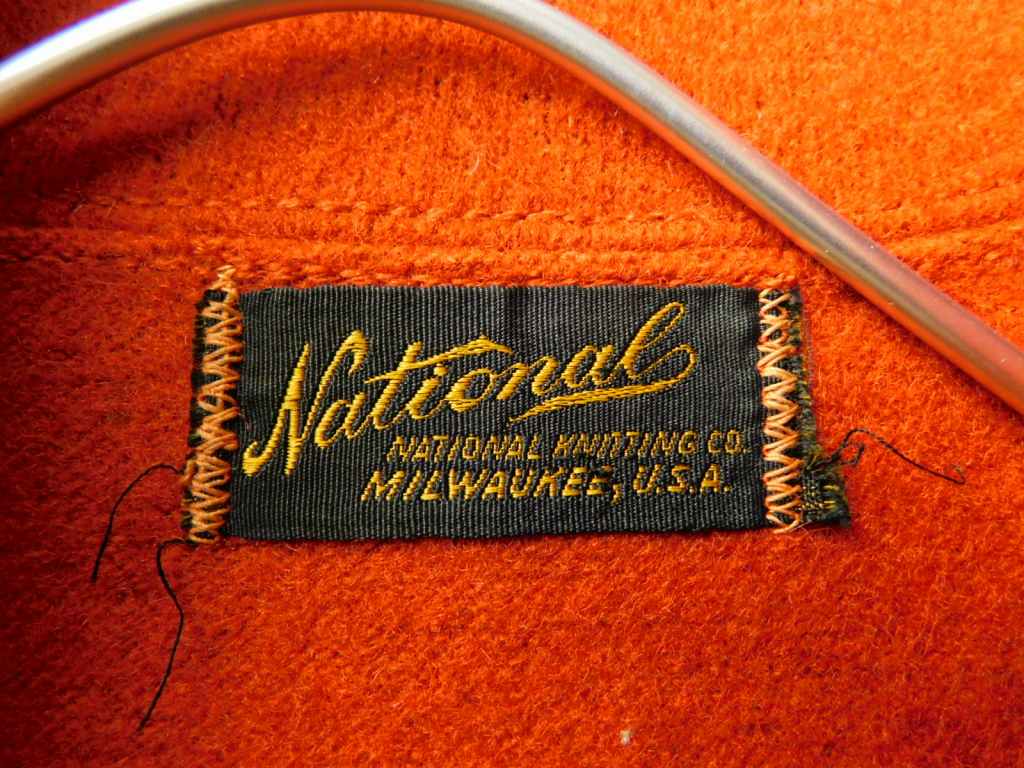 National
NATIONAL KNITTING CO.
MILWAUKEE, U.S.A.